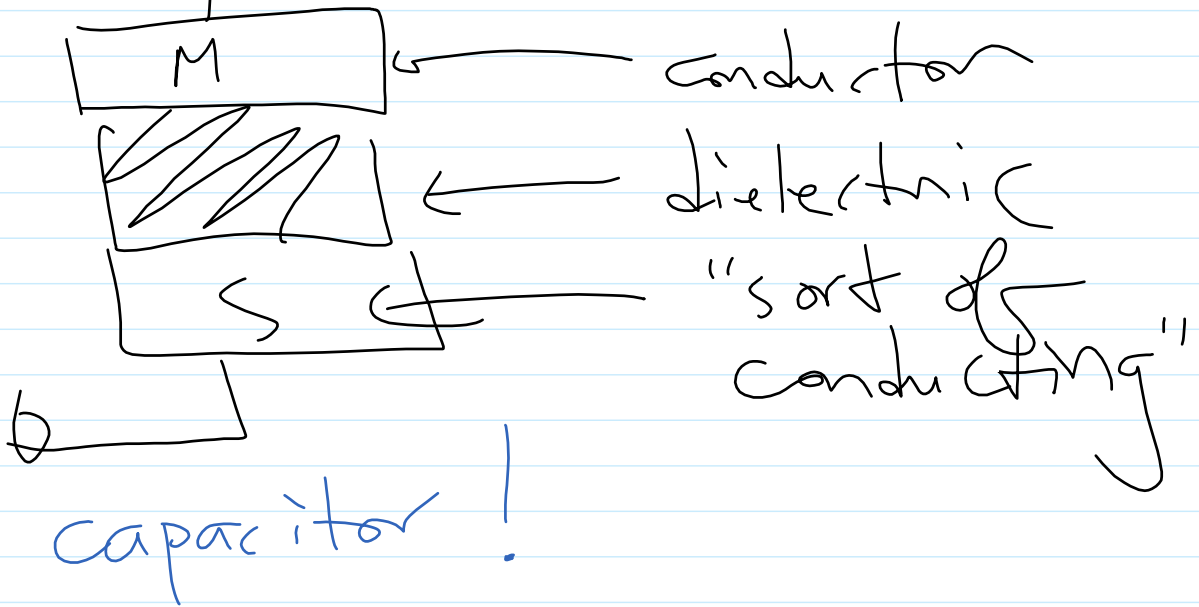 M conductor
dielectric
S "sort of
conducting"
b
capacitor!